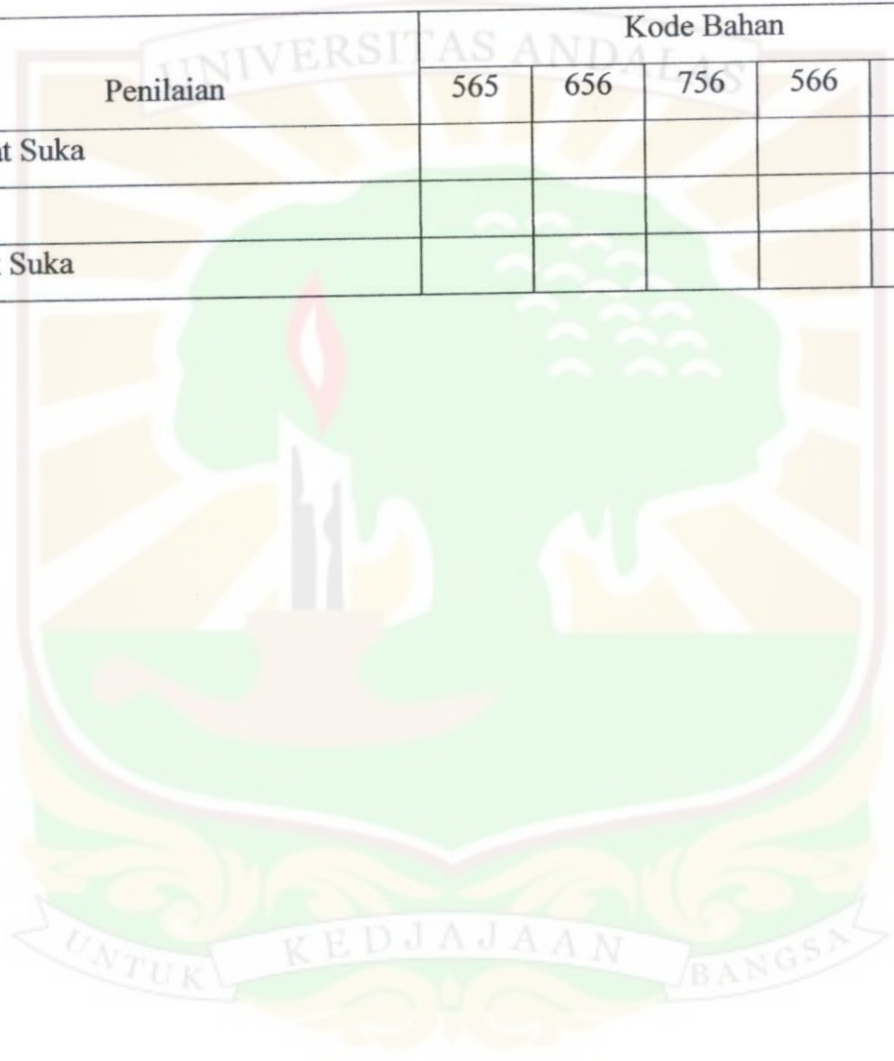 Kode Bahan
UNIVERSITAS ANDALAS
Penilaian 565 656 756 566
Suka
Suka
UNTUK KEDJAJAAN BANGSA